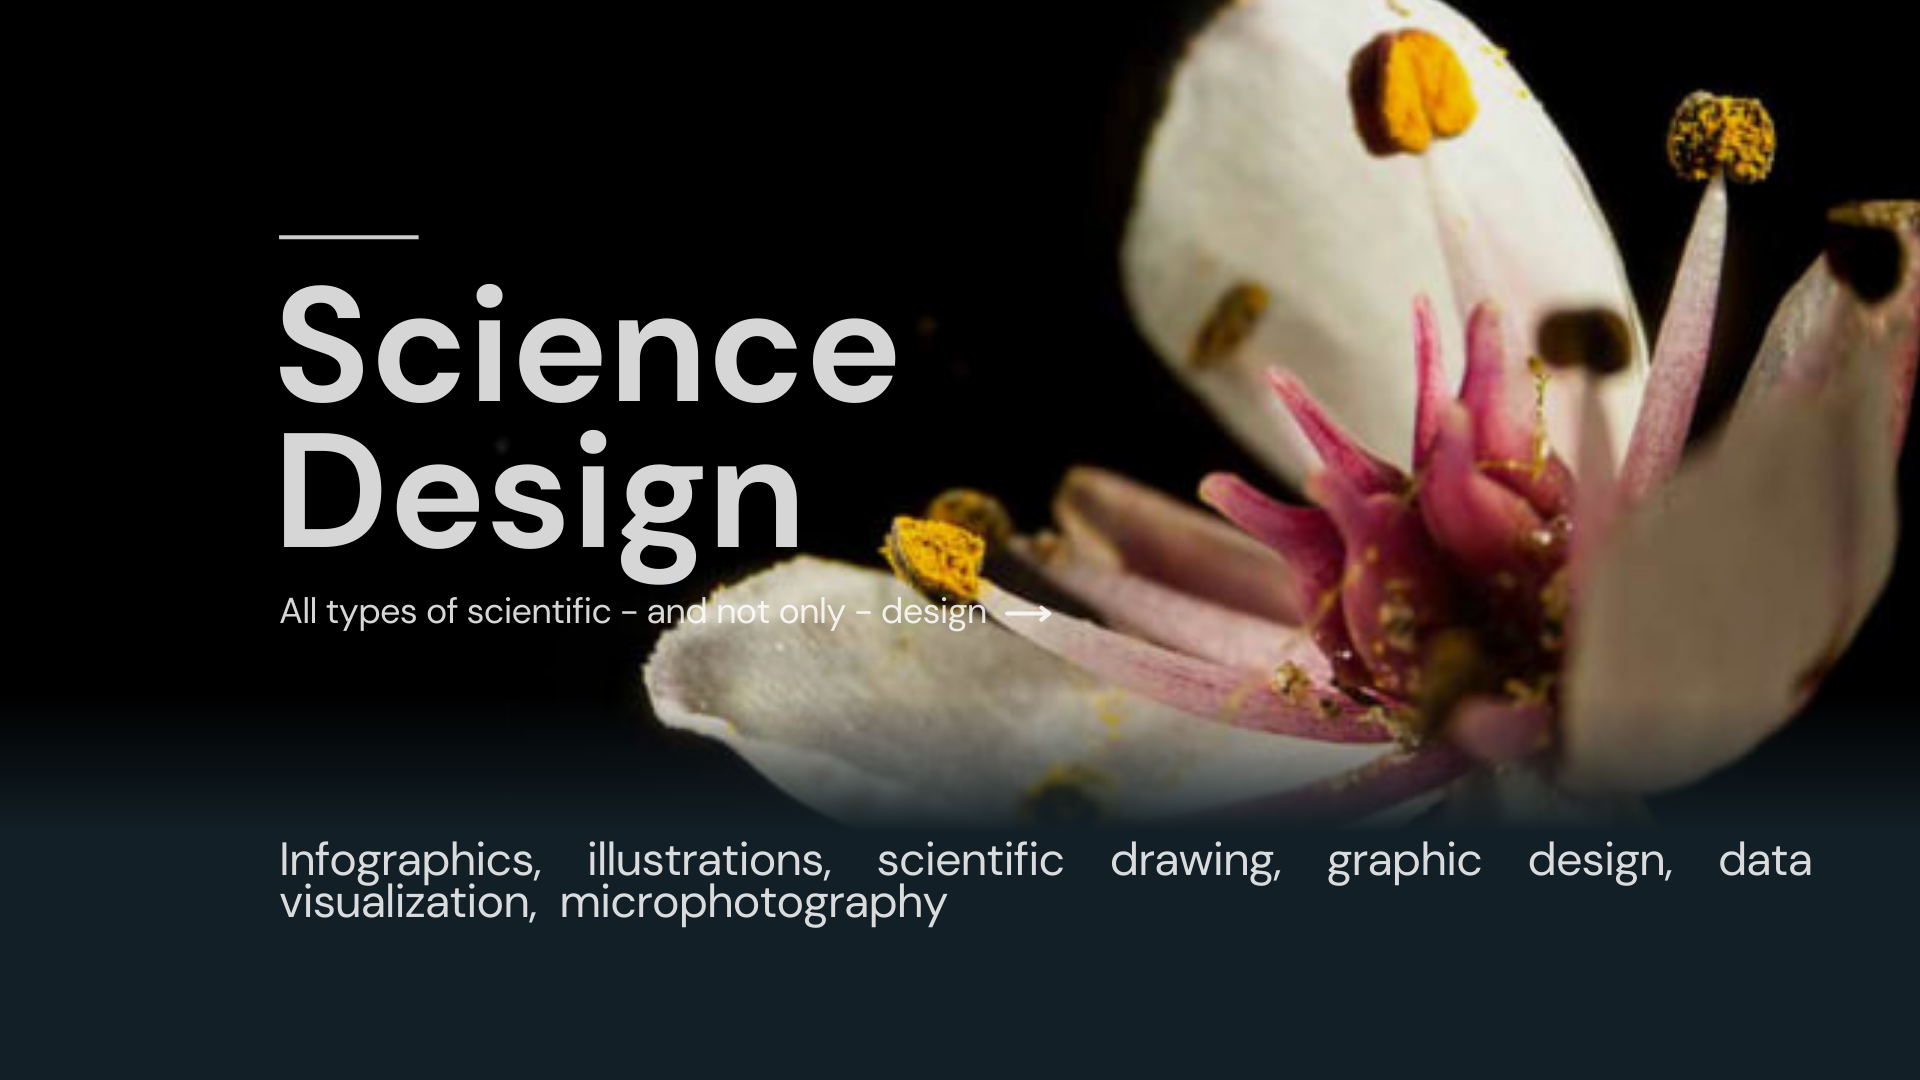 Science
Design
All types of scientific - and not only - design →
Infographics, illustrations, scientific drawing, graphic design, data
visualization, microphotography